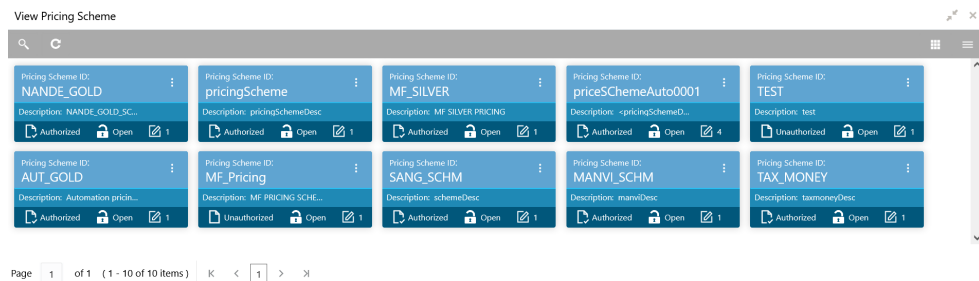 View Pricing Scheme
Pricing Scheme ID: Pricing Scheme ID: Pricing Scheme ID: Pricing Scheme ID: Pricing Scheme ID:
NANDE_GOLD pricingScheme MF_SILVER priceSChemeAuto0001 TEST
Description: NANDE_GOLD_SC... Description: pricingSchemeDesc Description: MF SILVER PRICING Description: <pricingSchemeD... Description: test
Authorized Open 1 Authorized Open 1 Authorized Open 1 Authorized Open 4 Unauthorized Open 1
Pricing Scheme ID: Pricing Scheme ID: Pricing Scheme ID: Pricing Scheme ID: Pricing Scheme ID:
AUT_GOLD MF_Pricing SANG_SCHM MANVI_SCHM TAX_MONEY
Description: Automation pricin... Description: MF PRICING SCHE... Description: schemeDesc Description: manviDesc Description: taxmoneyDesc
Authorized Open 1 Unauthorized Open 1 Authorized Open 1 Authorized Open 1 Authorized Open 1
Page 1 of 1 (1 - 10 of 10 items) 1